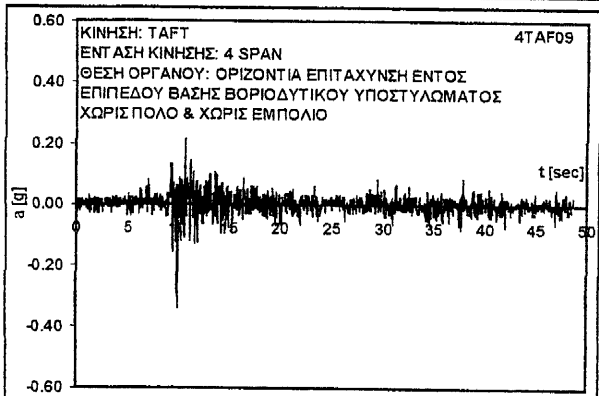 0.60
ΚΙΝΗΣΗ: TAFT 4TAF09
ΕΝΤΑΣΗ ΚΙΝΗΣΗΣ: 4 SPAN
ΘΕΣΗ ΟΡΓΑΝΟΥ: ΟΡΙΖΟΝΤΙΑ ΕΠΙΤΑΧΥΝΣΗ ΕΝΤΟΣ
0.40
ΕΠΙΠΕΔΟΥ ΒΑΣΗΣ ΒΟΡΙΟΔΥΤΙΚΟΥ ΥΠΟΣΤΥΛΩΜΑΤΟΣ
ΧΩΡΙΣ ΠΟΛΟ & ΧΩΡΙΣ ΕΜΠΟΛΙΟ
0.20
t [sec]
a [g]
0.00
0 5 10 15 20 25 30 35 40 45 50
-0.20
-0.40
-0.60